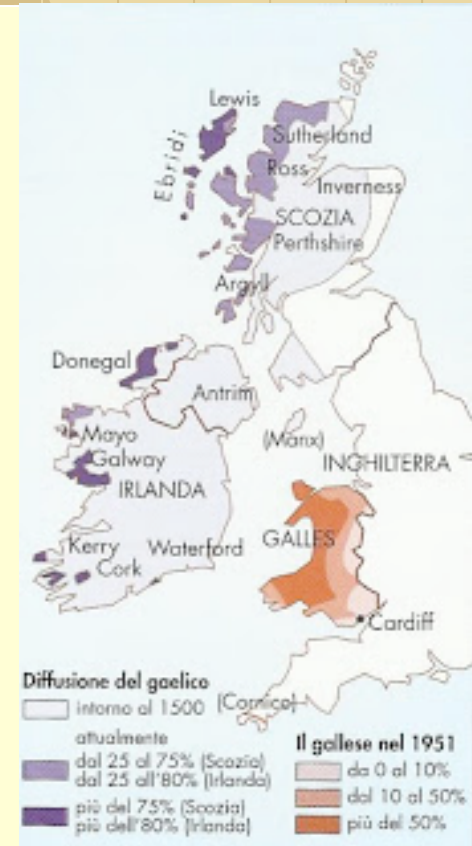 Lewis
Ebridi
Sutherland
Ross
Inverness
SCOZIA
Perthshire
Argyll
Donegal
Antrim
Mayo
(Manx)
Galway
INGHILTERRA
IRLANDA
Kerry
Waterford
GALLES
Cork
Cardiff
Diffusione del gaelico
intorno al 1500
(Cornico)
attualmente
dal 25 al 75% (Scozia)
dal 25 all'80% (Irlanda)
più del 75% (Scozia)
più dell'80% (Irlanda)
Il gallese nel 1951
da 0 al 10%
dal 10 al 50%
più del 50%